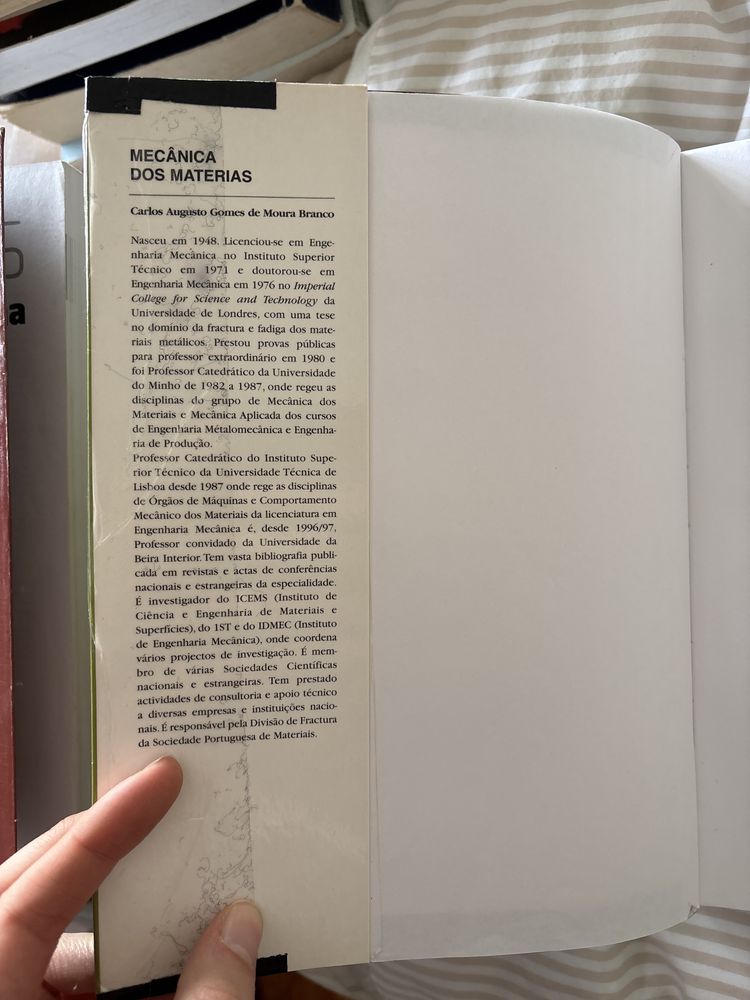 MECÂNICA
DOS MATERIAS
Carlos Augusto Gomes de Moura Branco
Nasceu em 1948. Licenciou-se em Enge-
nharia Mecânica no Instituto Superior
Técnico em 1971 e doutorou-se em
Engenharia Mecânica em 1976 no Imperial
College for Science and Technology da
Universidade de Londres, com uma tese
no domínio da fractura e fadiga dos mate-
riais metálicos. Prestou provas públicas
para professor extraordinário em 1980 e
foi Professor Catedrático da Universidade
do Minho de 1982 a 1987, onde regeu as
disciplinas do grupo de Mecânica dos
Materiais e Mecânica Aplicada dos cursos
de Engenharia Métalomecânica e Engenha-
ria de Produção.
Professor Catedrático do Instituto Supe-
rior Técnico da Universidade Técnica de
Lisboa desde 1987 onde rege as disciplinas
de Órgãos de Máquinas e Comportamento
Mecânico dos Materiais da licenciatura em
Engenharia Mecânica é, desde 1996/97,
Professor convidado da Universidade da
Beira Interior. Tem vasta bibliografia publi-
cada em revistas e actas de conferências
nacionais e estrangeiras da especialidade.
É investigador do ICEMS (Instituto de
Ciência e Engenharia de Materiais e
Superfícies), do 1ST e do IDMEC (Instituto
de Engenharia Mecânica), onde coordena
vários projectos de investigação. É mem-
bro de várias Sociedades Científicas
nacionais e estrangeiras. Tem prestado
actividades de consultoria e apoio técnico
a diversas empresas e instituições nacio-
nais. É responsável pela Divisão de Fractura
da Sociedade Portuguesa de Materiais.